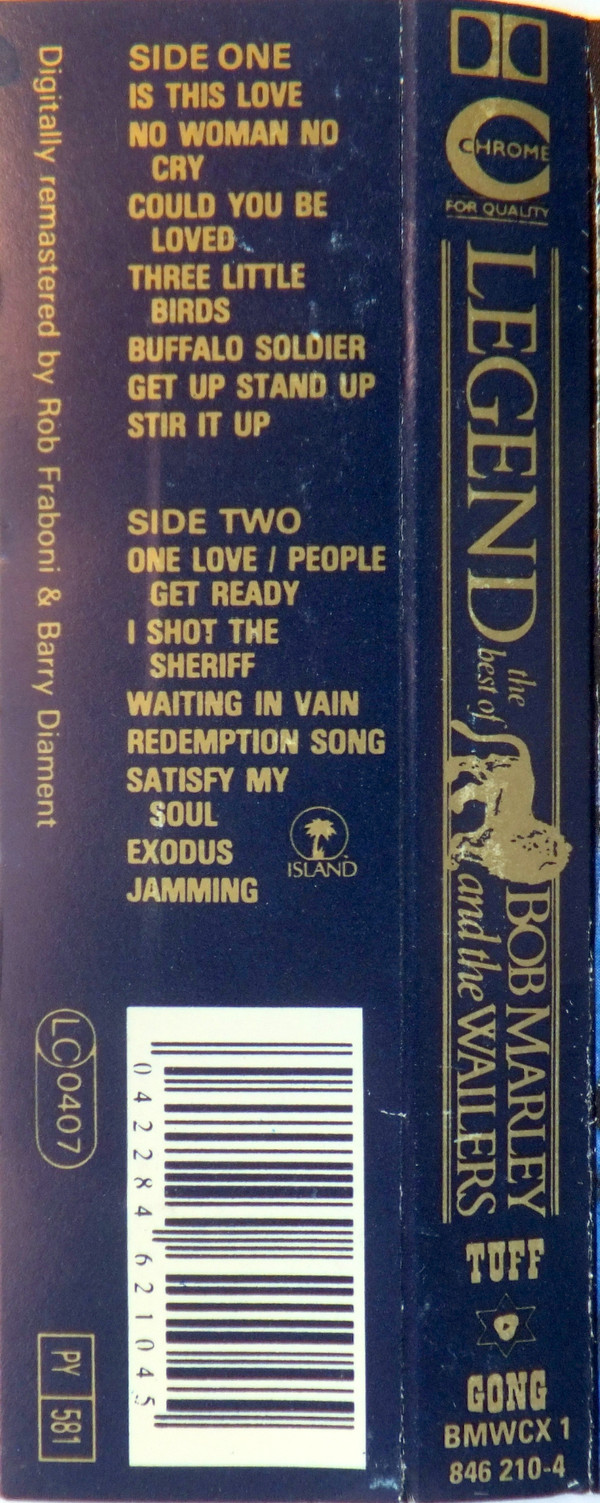 SIDE ONE
IS THIS LOVE
NO WOMAN NO
CRY
COULD YOU BE
LOVED
THREE LITTLE
BIRDS
BUFFALO SOLDIER
GET UP STAND UP
STIR IT UP
SIDE TWO
ONE LOVE / PEOPLE
GET READY
I SHOT THE
SHERIFF
WAITING IN VAIN
REDEMPTION SONG
SATISFY MY
SOUL
EXODUS
JAMMING
ISLAND
Digitally remastered by Rob Fraboni & Barry Diament
LC 0407
PY 581
0 42284 62104 5
CHROME
FOR QUALITY
LEGEND
the
best of
BOB MARLEY
and the WAILERS
TUFF
GONG
BMWCX 1
846 210-4